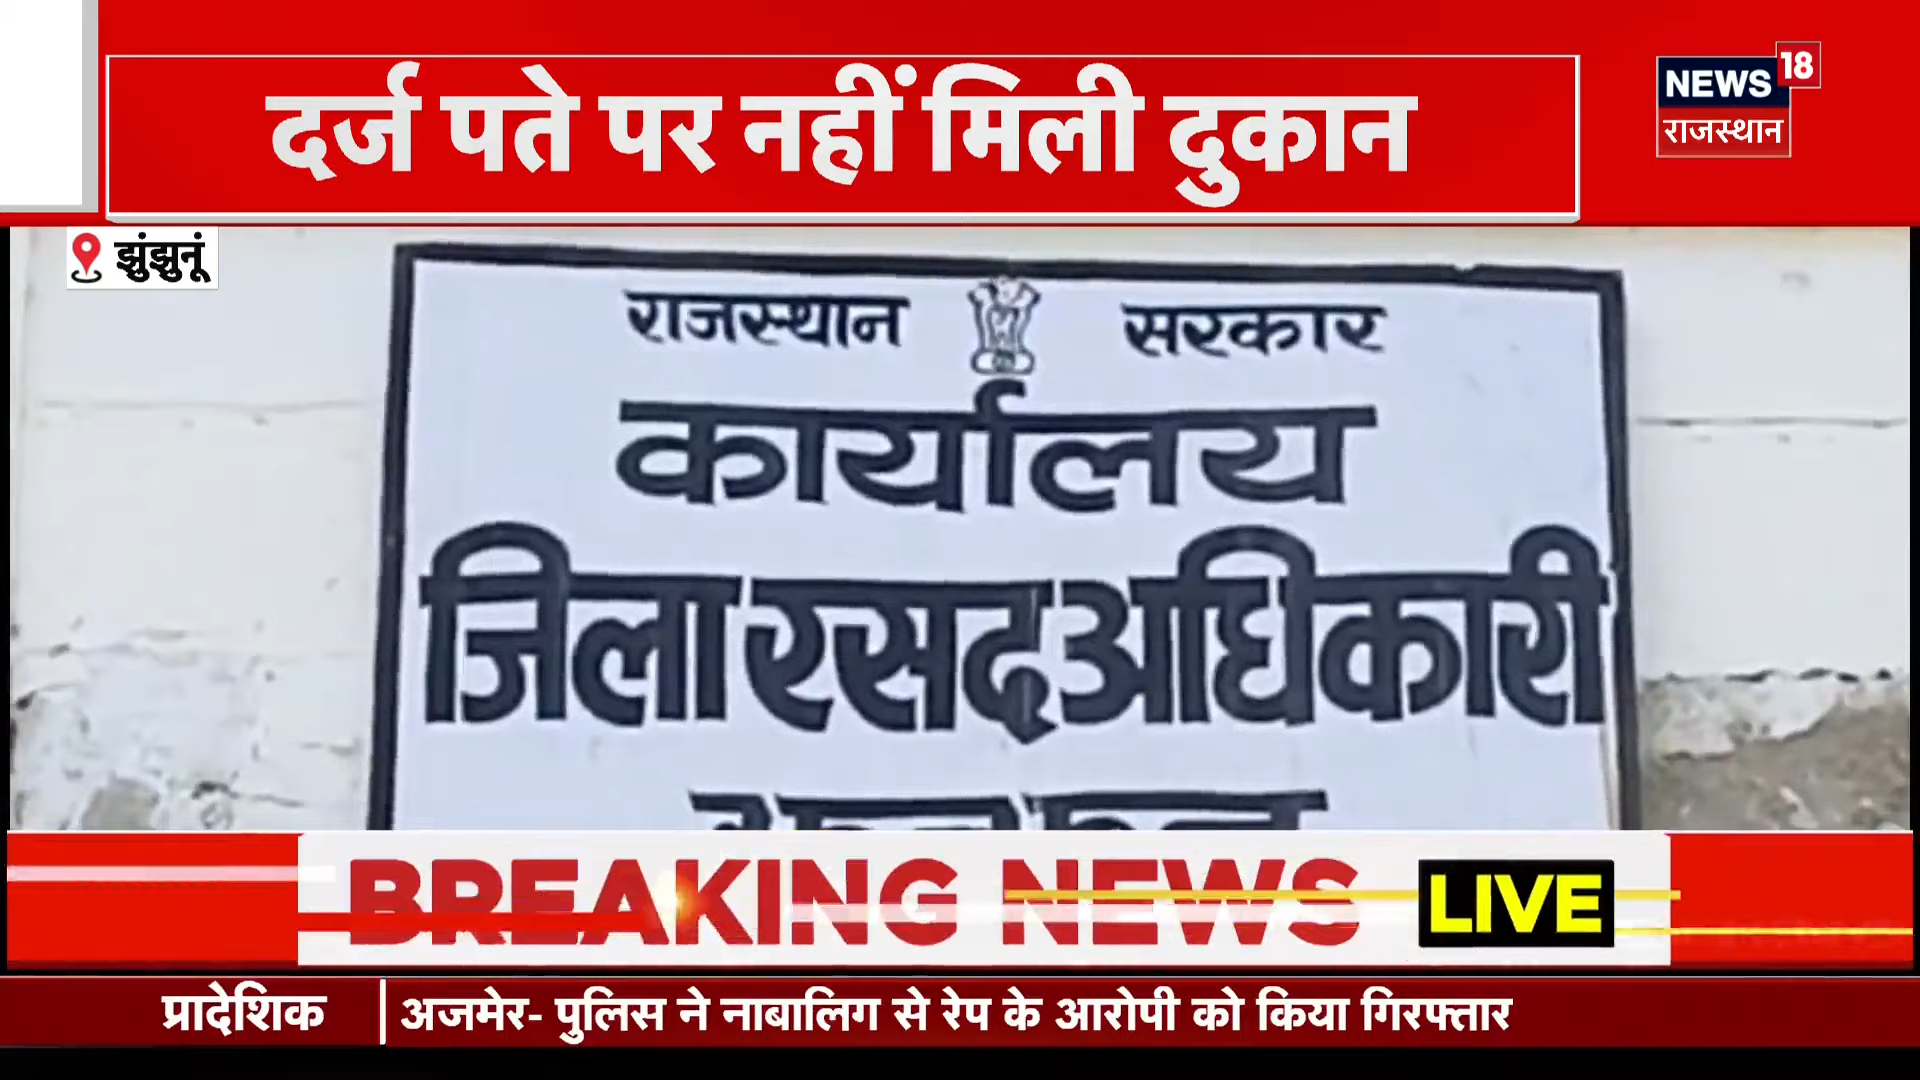 दर्ज पते पर नहीं मिली दुकान
NEWS 18
राजस्थान
झुंझुनूं
राजस्थान सरकार
कार्यालय
जिला रसद अधिकारी
BREAKING NEWS
LIVE
प्रादेशिक
अजमेर- पुलिस ने नाबालिग से रेप के आरोपी को किया गिरफ्तार